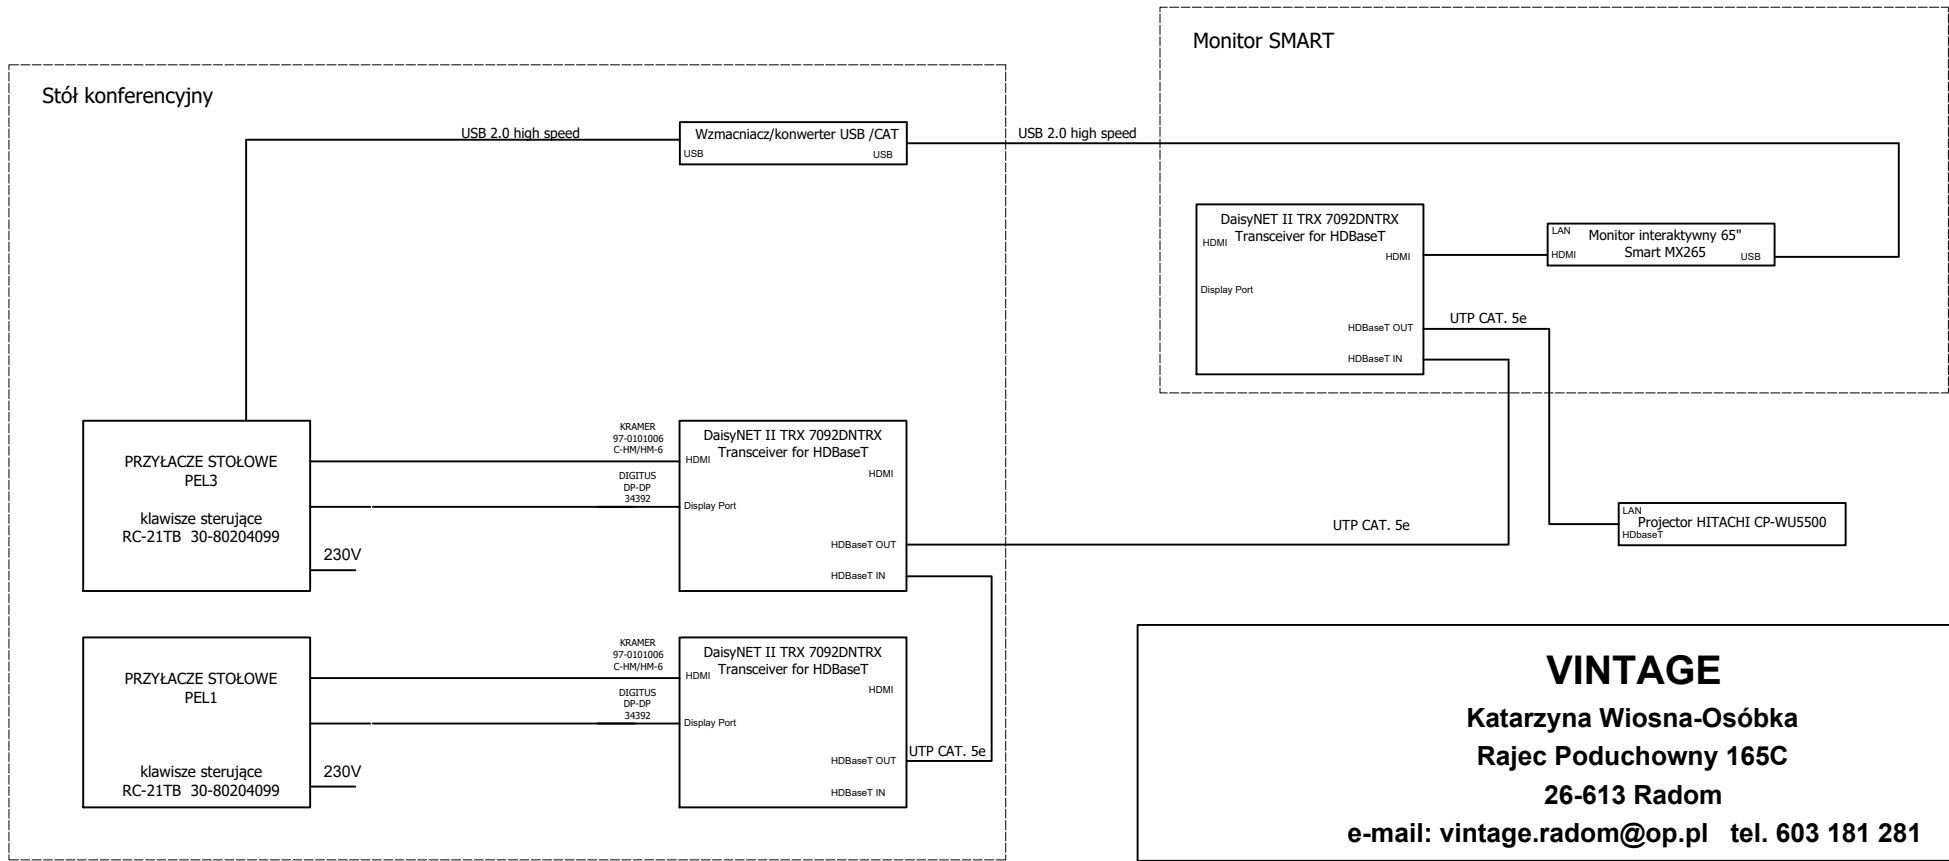 Monitor SMART
Stół konferencyjny
USB 2.0 high speed
Wzmacniacz/konwerter USB /CAT
USB
USB
USB 2.0 high speed
DaisyNET II TRX 7092DNTRX
Transceiver for HDBaseT
HDMI
HDMI
Display Port
HDBaseT OUT
HDBaseT IN
LAN
Monitor interaktywny 65"
Smart MX265
HDMI
USB
UTP CAT. 5e
PRZYŁACZE STOŁOWE
PEL3
klawisze sterujące
RC-21TB 30-80204099
230V
KRAMER
97-0101006
C-HM/HM-6
DIGITUS
DP-DP
34392
DaisyNET II TRX 7092DNTRX
Transceiver for HDBaseT
HDMI
HDMI
Display Port
HDBaseT OUT
HDBaseT IN
UTP CAT. 5e
LAN
Projector HITACHI CP-WU5500
HDbaseT
PRZYŁACZE STOŁOWE
PEL1
klawisze sterujące
RC-21TB 30-80204099
230V
KRAMER
97-0101006
C-HM/HM-6
DIGITUS
DP-DP
34392
DaisyNET II TRX 7092DNTRX
Transceiver for HDBaseT
HDMI
HDMI
Display Port
HDBaseT OUT
HDBaseT IN
UTP CAT. 5e
VINTAGE
Katarzyna Wiosna-Osóbka
Rajec Poduchowny 165C
26-613 Radom
e-mail: vintage.radom@op.pl tel. 603 181 281